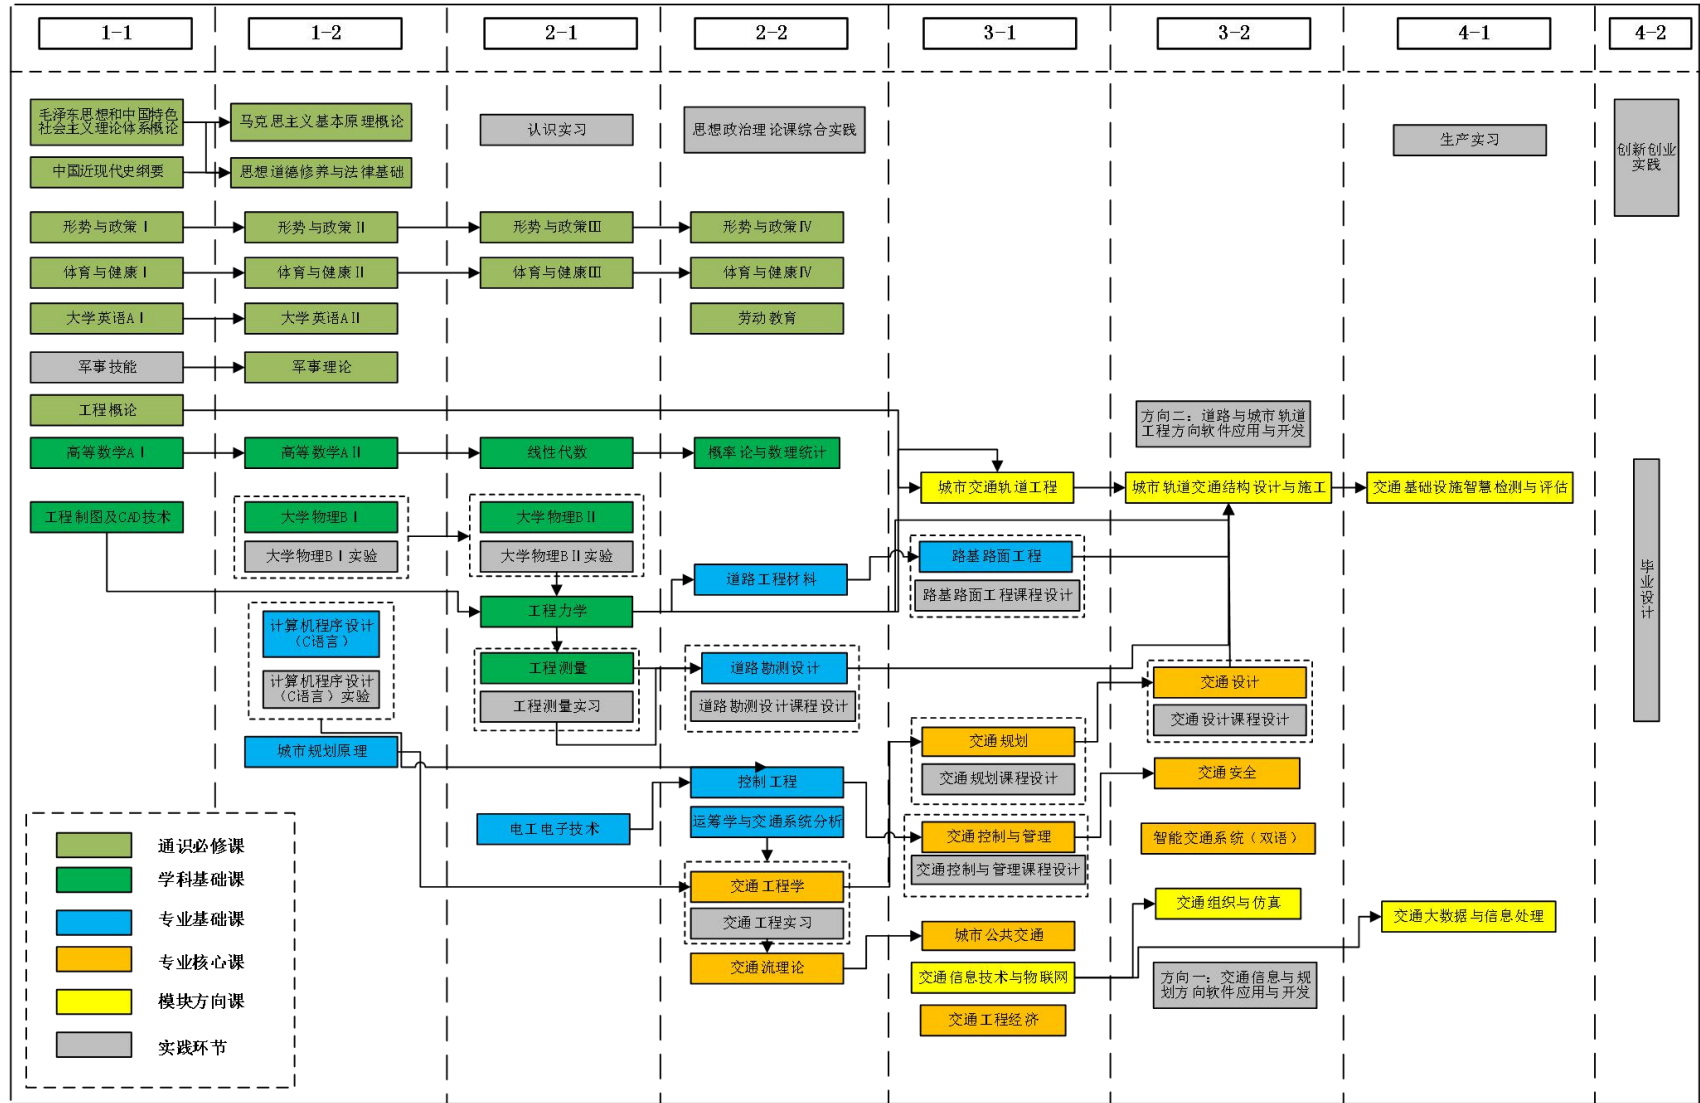 1-1
1-2
2-1
2-2
3-1
3-2
4-1
4-2
毛泽东思想和中国特色
社会主义理论体系概论
马克思主义基本原理概论
认识实习
思想政治理论课综合实践
生产实习
创新创业
实践
中国近现代史纲要
思想道德修养与法律基础
形势与政策Ⅰ
形势与政策Ⅱ
形势与政策Ⅲ
形势与政策Ⅳ
体育与健康Ⅰ
体育与健康Ⅱ
体育与健康Ⅲ
体育与健康Ⅳ
大学英语AⅠ
大学英语AⅡ
劳动教育
军事技能
军事理论
工程概论
方向二：道路与城市轨道
工程方向软件应用与开发
高等数学AⅠ
高等数学AⅡ
线性代数
概率论与数理统计
城市交通轨道工程
城市轨道交通结构设计与施工
交通基础设施智慧检测与评估
工程制图及CAD技术
大学物理BⅠ
大学物理BⅡ
大学物理BⅠ实验
大学物理BⅡ实验
道路工程材料
路基路面工程
路基路面工程课程设计
毕业设计
工程力学
计算机程序设计
（C语言）
计算机程序设计
（C语言）实验
工程测量
工程测量实习
道路勘测设计
道路勘测设计课程设计
交通设计
交通设计课程设计
城市规划原理
交通规划
交通规划课程设计
控制工程
交通安全
电工电子技术
运筹学与交通系统分析
交通控制与管理
交通控制与管理课程设计
智能交通系统（双语）
交通工程学
交通工程实习
交通组织与仿真
交通大数据与信息处理
城市公共交通
交通流理论
交通信息技术与物联网
方向一：交通信息与规
划方向软件应用与开发
交通工程经济
通识必修课
学科基础课
专业基础课
专业核心课
模块方向课
实践环节